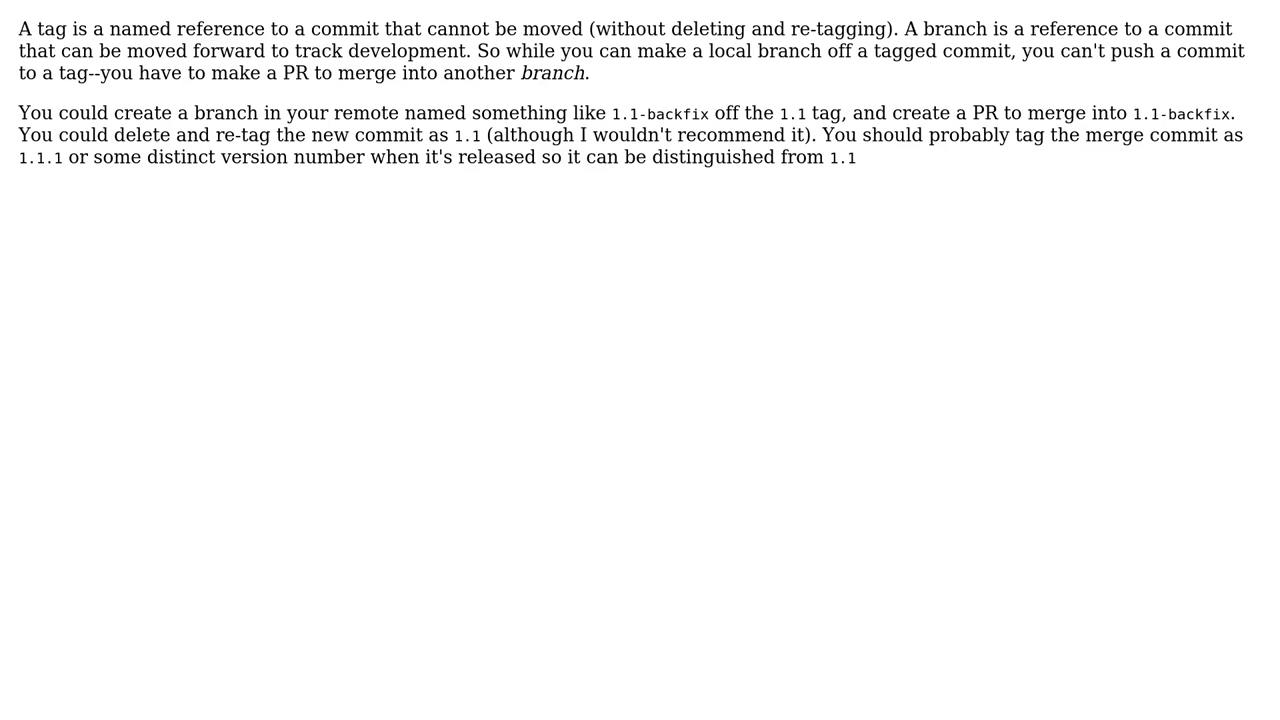 A tag is a named reference to a commit that cannot be moved (without deleting and re-tagging). A branch is a reference to a commit
that can be moved forward to track development. So while you can make a local branch off a tagged commit, you can't push a commit
to a tag--you have to make a PR to merge into another branch.
You could create a branch in your remote named something like 1.1-backfix off the 1.1 tag, and create a PR to merge into 1.1-backfix.
You could delete and re-tag the new commit as 1.1 (although I wouldn't recommend it). You should probably tag the merge commit as
1.1.1 or some distinct version number when it's released so it can be distinguished from 1.1